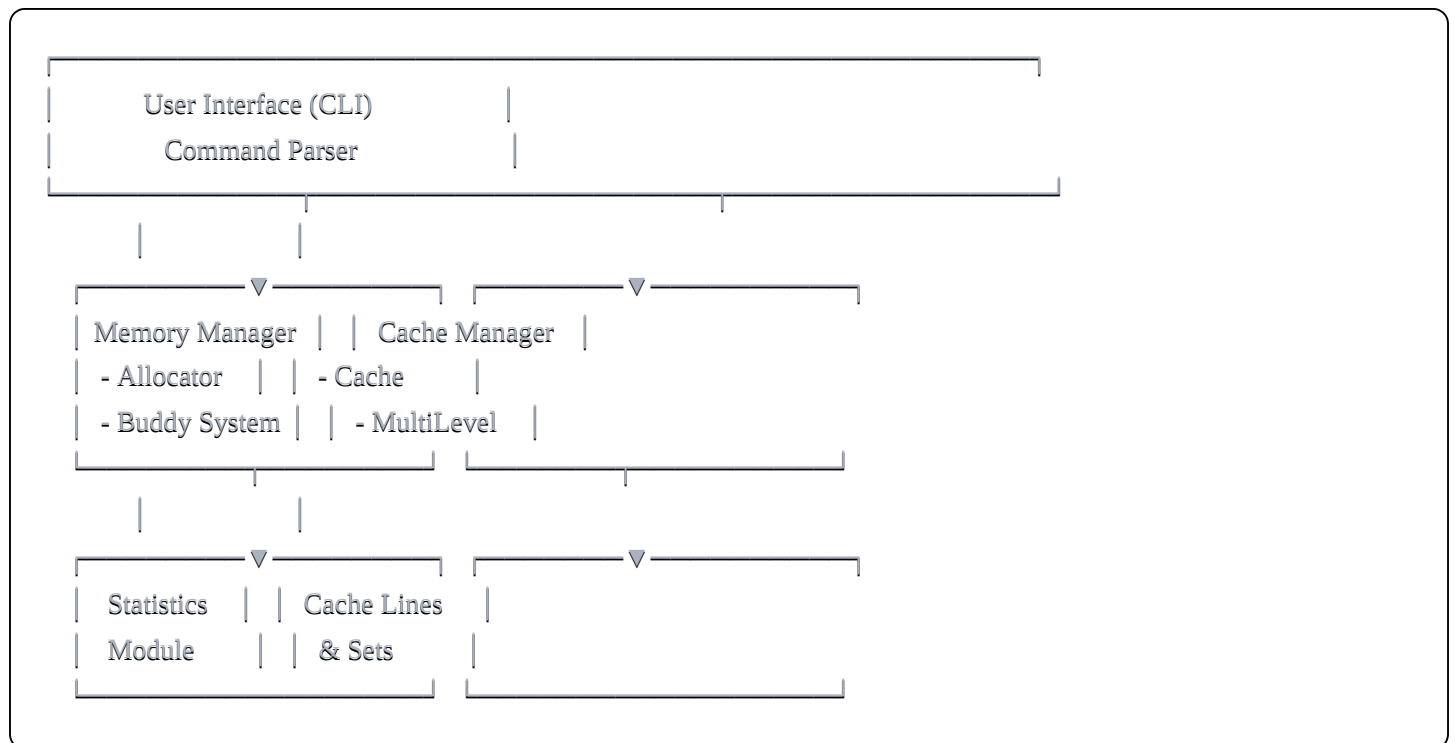 User Interface (CLI)
Command Parser
Memory Manager Cache Manager
- Allocator - Cache
- Buddy System - MultiLevel
Statistics Cache Lines
Module & Sets